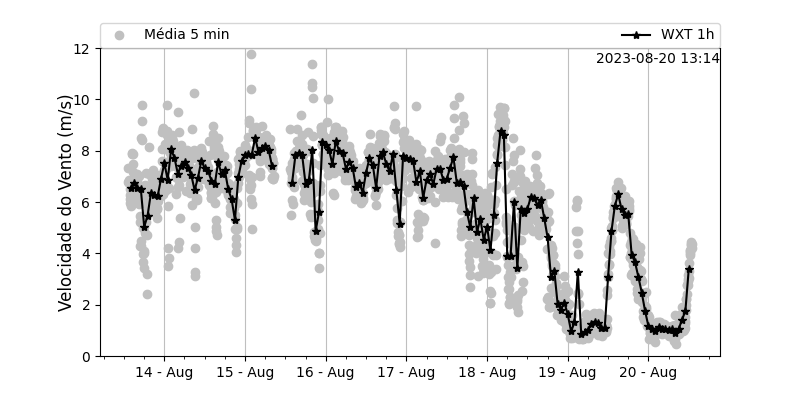 Média 5 min
WXT 1h
2023-08-20 13:14
Velocidade do Vento (m/s)
12
10
8
6
4
2
0
14 - Aug
15 - Aug
16 - Aug
17 - Aug
18 - Aug
19 - Aug
20 - Aug